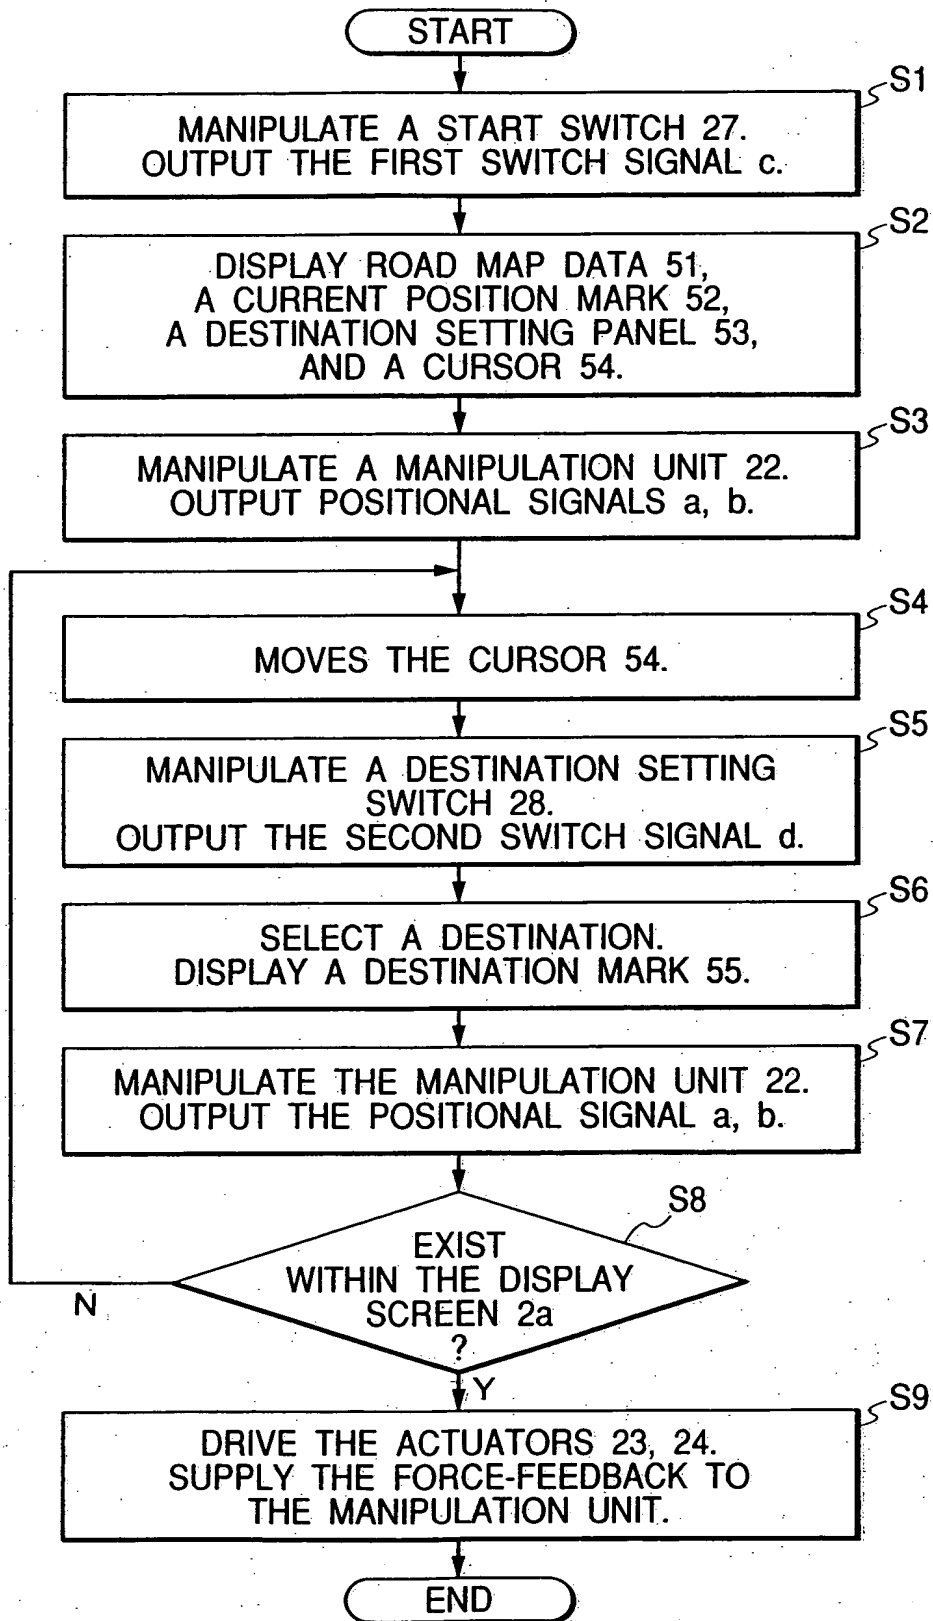 START
S1
MANIPULATE A START SWITCH 27.
OUTPUT THE FIRST SWITCH SIGNAL c.
S2
DISPLAY ROAD MAP DATA 51,
A CURRENT POSITION MARK 52,
A DESTINATION SETTING PANEL 53,
AND A CURSOR 54.
S3
MANIPULATE A MANIPULATION UNIT 22.
OUTPUT POSITIONAL SIGNALS a, b.
S4
MOVES THE CURSOR 54.
S5
MANIPULATE A DESTINATION SETTING
SWITCH 28.
OUTPUT THE SECOND SWITCH SIGNAL d.
S6
SELECT A DESTINATION.
DISPLAY A DESTINATION MARK 55.
S7
MANIPULATE THE MANIPULATION UNIT 22.
OUTPUT THE POSITIONAL SIGNAL a, b.
S8
EXIST
WITHIN THE DISPLAY
SCREEN 2a
?
N
Y
S9
DRIVE THE ACTUATORS 23, 24.
SUPPLY THE FORCE-FEEDBACK TO
THE MANIPULATION UNIT.
END